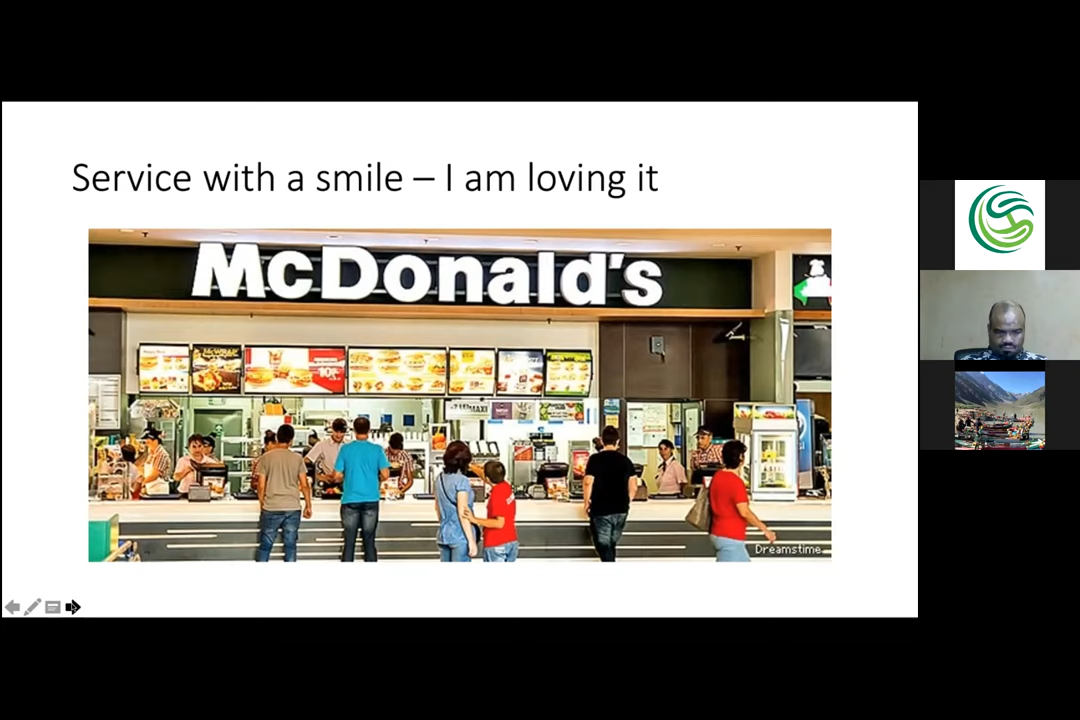 Service with a smile – I am loving it
McDonald's
Dreamstime